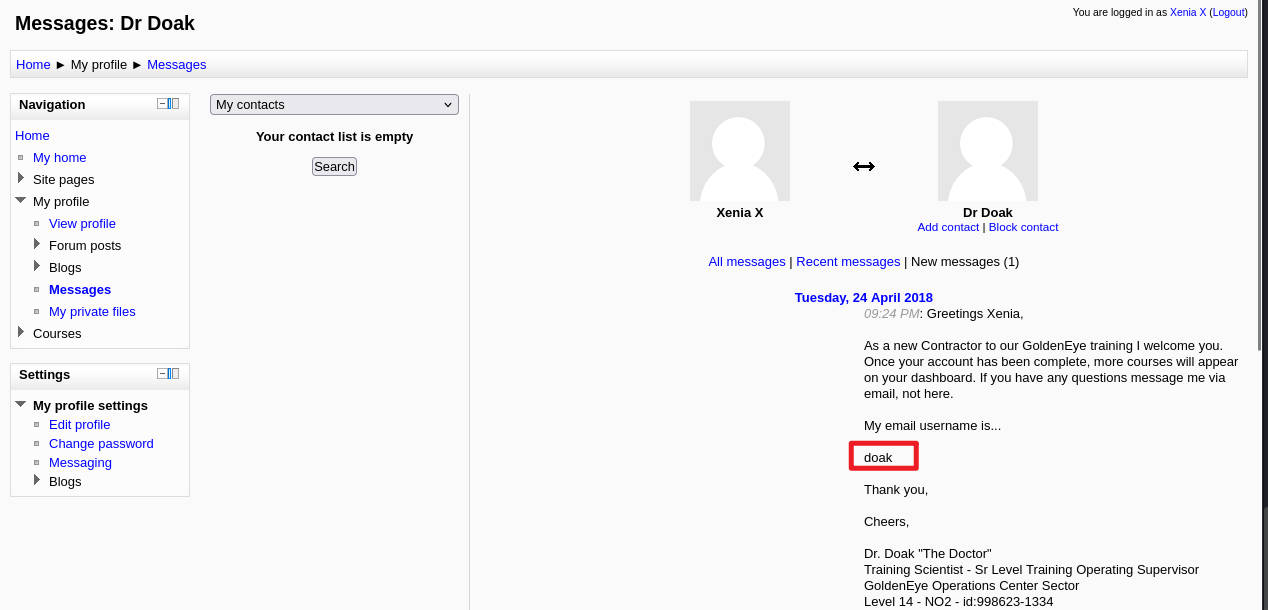 Messages: Dr Doak
You are logged in as Xenia X (Logout)
Home ► My profile ► Messages
Navigation
Home
My home
Site pages
My profile
View profile
Forum posts
Blogs
Messages
My private files
Courses
Settings
My profile settings
Edit profile
Change password
Messaging
Blogs
My contacts
Your contact list is empty
Search
Xenia X
Dr Doak
Add contact | Block contact
All messages | Recent messages | New messages (1)
Tuesday, 24 April 2018
09:24 PM: Greetings Xenia,
As a new Contractor to our GoldenEye training I welcome you.
Once your account has been complete, more courses will appear
on your dashboard. If you have any questions message me via
email, not here.
My email username is...
doak
Thank you,
Cheers,
Dr. Doak "The Doctor"
Training Scientist - Sr Level Training Operating Supervisor
GoldenEye Operations Center Sector
Level 14 - NO2 - id:998623-1334